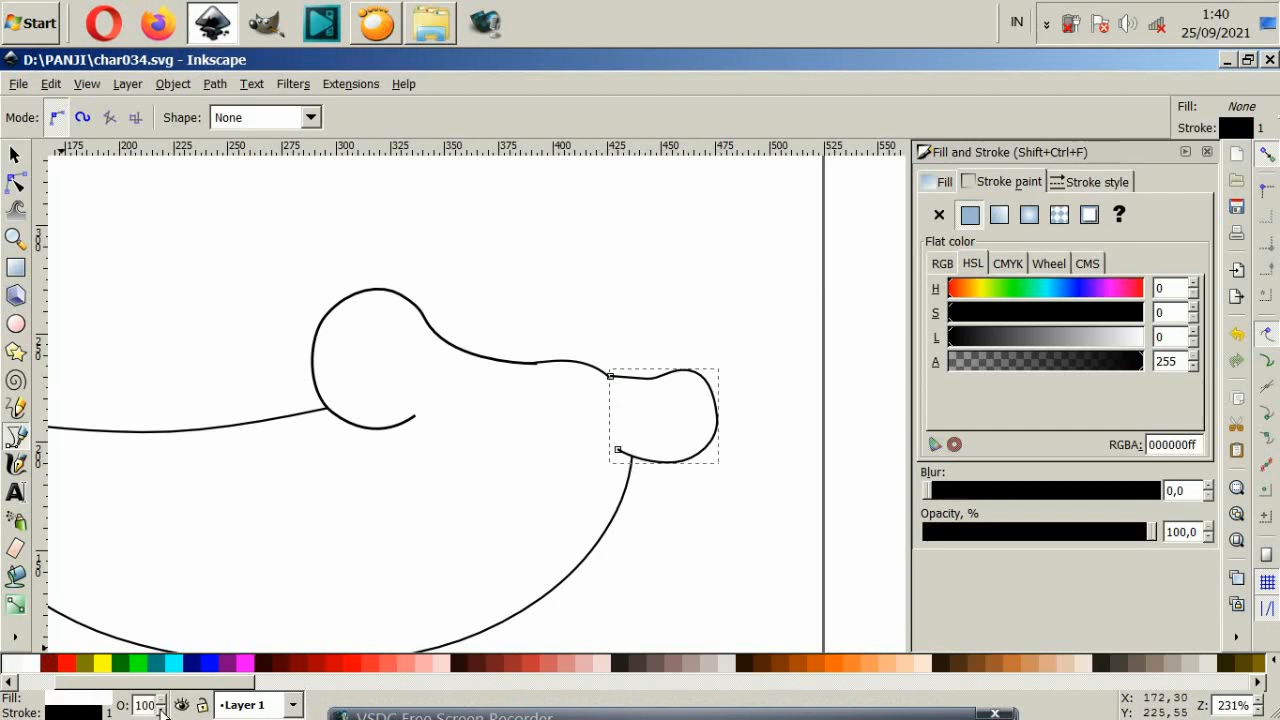 Start
IN
1:40
25/09/2021
D:\PANJI\char034.svg - Inkscape
File Edit View Layer Object Path Text Filters Extensions Help
Mode: Shape: None
Fill: None
Stroke: 1
175 200 225 250 275 300 325 350 375 400 425 450 475 500 525 550
Fill and Stroke (Shift+Ctrl+F)
Fill Stroke paint Stroke style
?
Flat color
RGB HSL CMYK Wheel CMS
H 0
S 0
L 0
A 255
RGBA: 000000ff
Blur:
0,0
Opacity, %
100,0
300
250
200
150
Fill: O: 100 •Layer 1
Stroke: 1
X: 172,30
Y: 225,55
Z: 231%
VSDC Free Screen Recorder